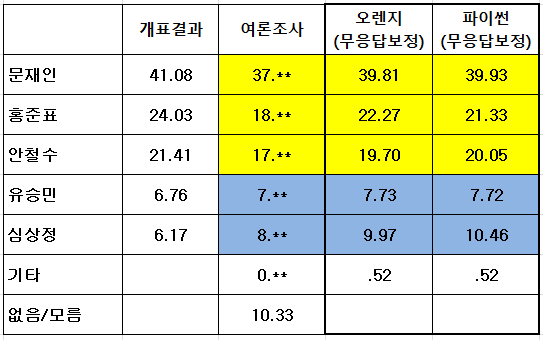 개표결과 여론조사 오렌지 (무응답보정) 파이썬 (무응답보정)
문재인 41.08 37.** 39.81 39.93
홍준표 24.03 18.** 22.27 21.33
안철수 21.41 17.** 19.70 20.05
유승민 6.76 7.** 7.73 7.72
심상정 6.17 8.** 9.97 10.46
기타 0.** .52 .52
없음/모름 10.33